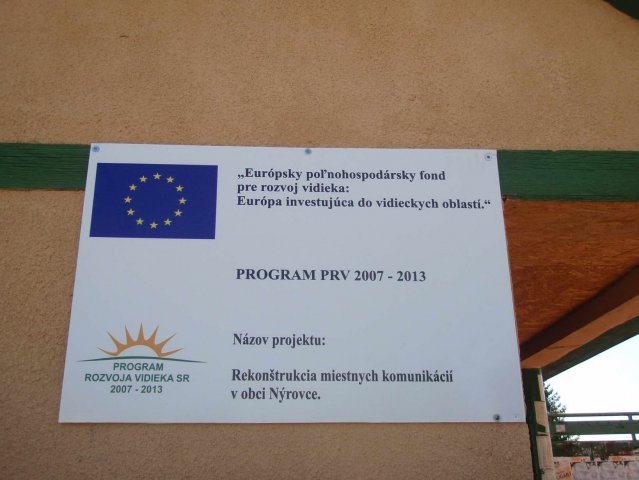 „Európsky poľnohospodársky fond
pre rozvoj vidieka:
Európa investujúca do vidieckych oblastí.“
PROGRAM PRV 2007 - 2013
Názov projektu:
Rekonštrukcia miestnych komunikácií
v obci Nýrovce.
PROGRAM
ROZVOJA VIDIEKA SR
2007 - 2013